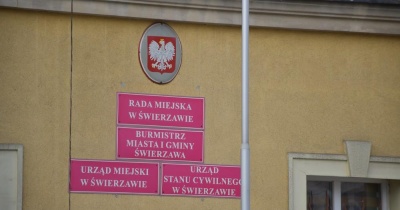 RADA MIEJSKA
W ŚWIERZAWIE
BURMISTRZ
MIASTA I GMINY
ŚWIERZAWA
URZĄD MIEJSKI
W ŚWIERZAWIE
URZĄD
STANU CYWILNEGO
W ŚWIERZAWIE